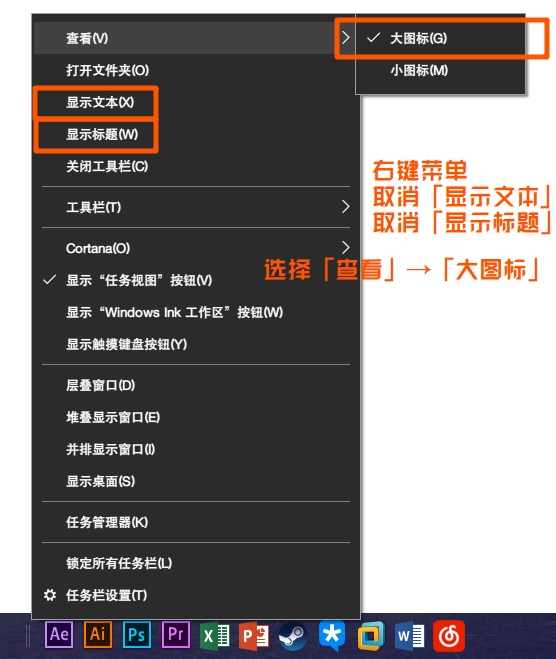 查看(V)
大图标(G)
打开文件夹(O)
小图标(M)
显示文本(X)
显示标题(W)
关闭工具栏(C)
右键菜单
取消「显示文本」
取消「显示标题」
工具栏(T)
Cortana(O)
选择「查看」→「大图标」
显示“任务视图”按钮(V)
显示“Windows Ink 工作区”按钮(W)
显示触摸键盘按钮(Y)
层叠窗口(D)
堆叠显示窗口(E)
并排显示窗口(I)
显示桌面(S)
任务管理器(K)
锁定所有任务栏(L)
任务栏设置(T)
Ae Ai Ps Pr X P W